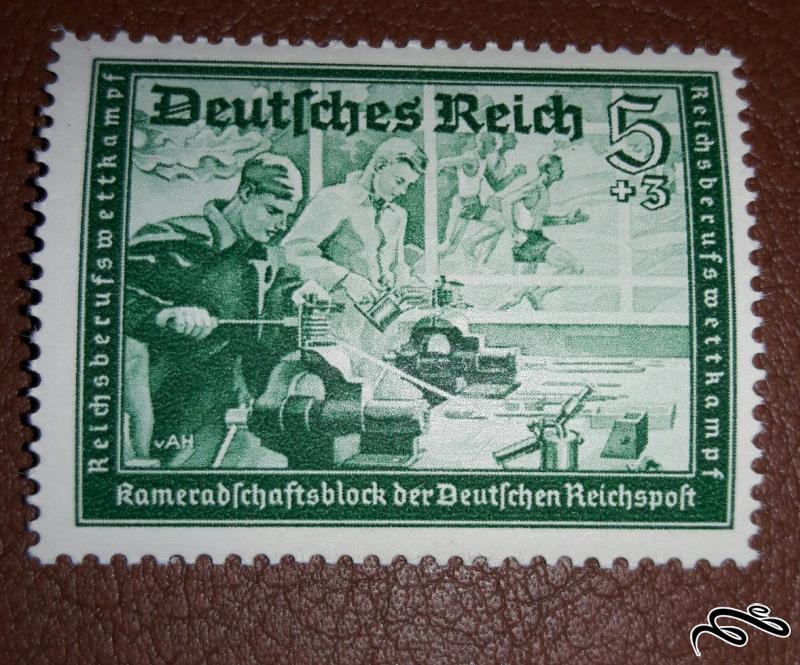 Deutſches Reich
5
+3
Reichsberufswettkampf
Reichsberufswettkampf
vAH
Kameradſchaftsblock der Deutſchen Reichspoſt